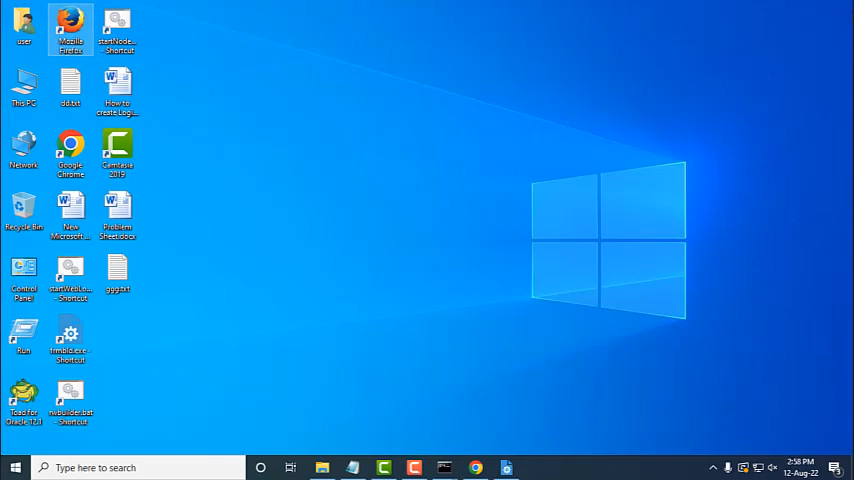 user
Mozilla
Firefox
startNode...
- Shortcut
This PC
dd.txt
How to
create Logi...
Network
Google
Chrome
Camtasia
2019
Recycle Bin
New
Microsoft ...
Problem
Sheet.docx
Control
Panel
startWebLo...
- Shortcut
ggg.txt
Run
frmbld.exe -
Shortcut
Toad for
Oracle 12.1
rwbuilder.bat
- Shortcut
Type here to search
2:58 PM
12-Aug-22
3